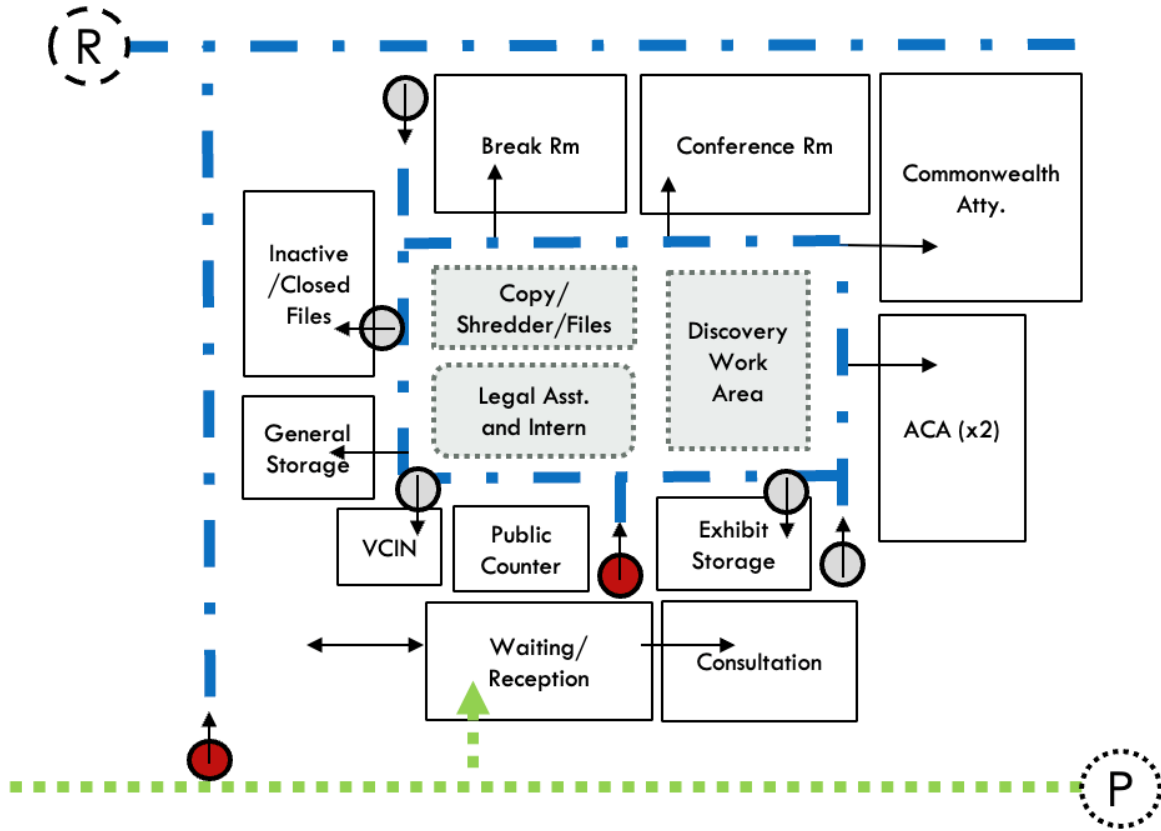 R
Break Rm
Conference Rm
Commonwealth
Atty.
Inactive
/Closed
Files
Copy/
Shredder/Files
Discovery
Work
Area
Legal Asst.
and Intern
General
Storage
ACA (x2)
VCIN
Public
Counter
Exhibit
Storage
Waiting/
Reception
Consultation
P